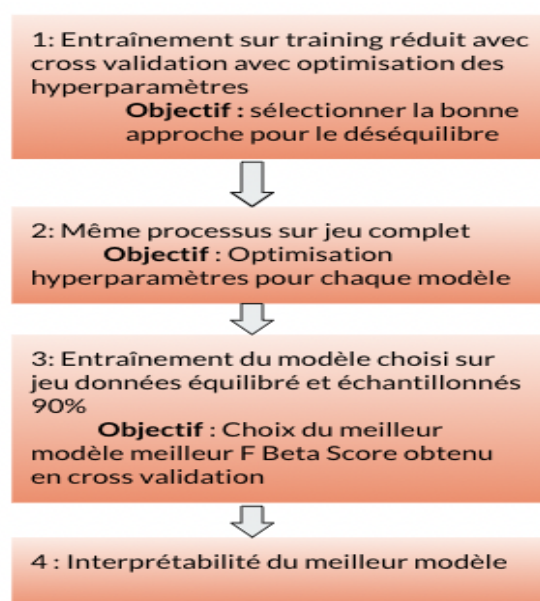 1: Entraînement sur training réduit avec
cross validation avec optimisation des
hyperparamètres
Objectif : sélectionner la bonne
approche pour le déséquilibre
2: Même processus sur jeu complet
Objectif : Optimisation
hyperparamètres pour chaque modèle
3: Entraînement du modèle choisi sur
jeu données équilibré et échantillonnés
90%
Objectif : Choix du meilleur
modèle meilleur F Beta Score obtenu
en cross validation
4 : Interprétabilité du meilleur modèle